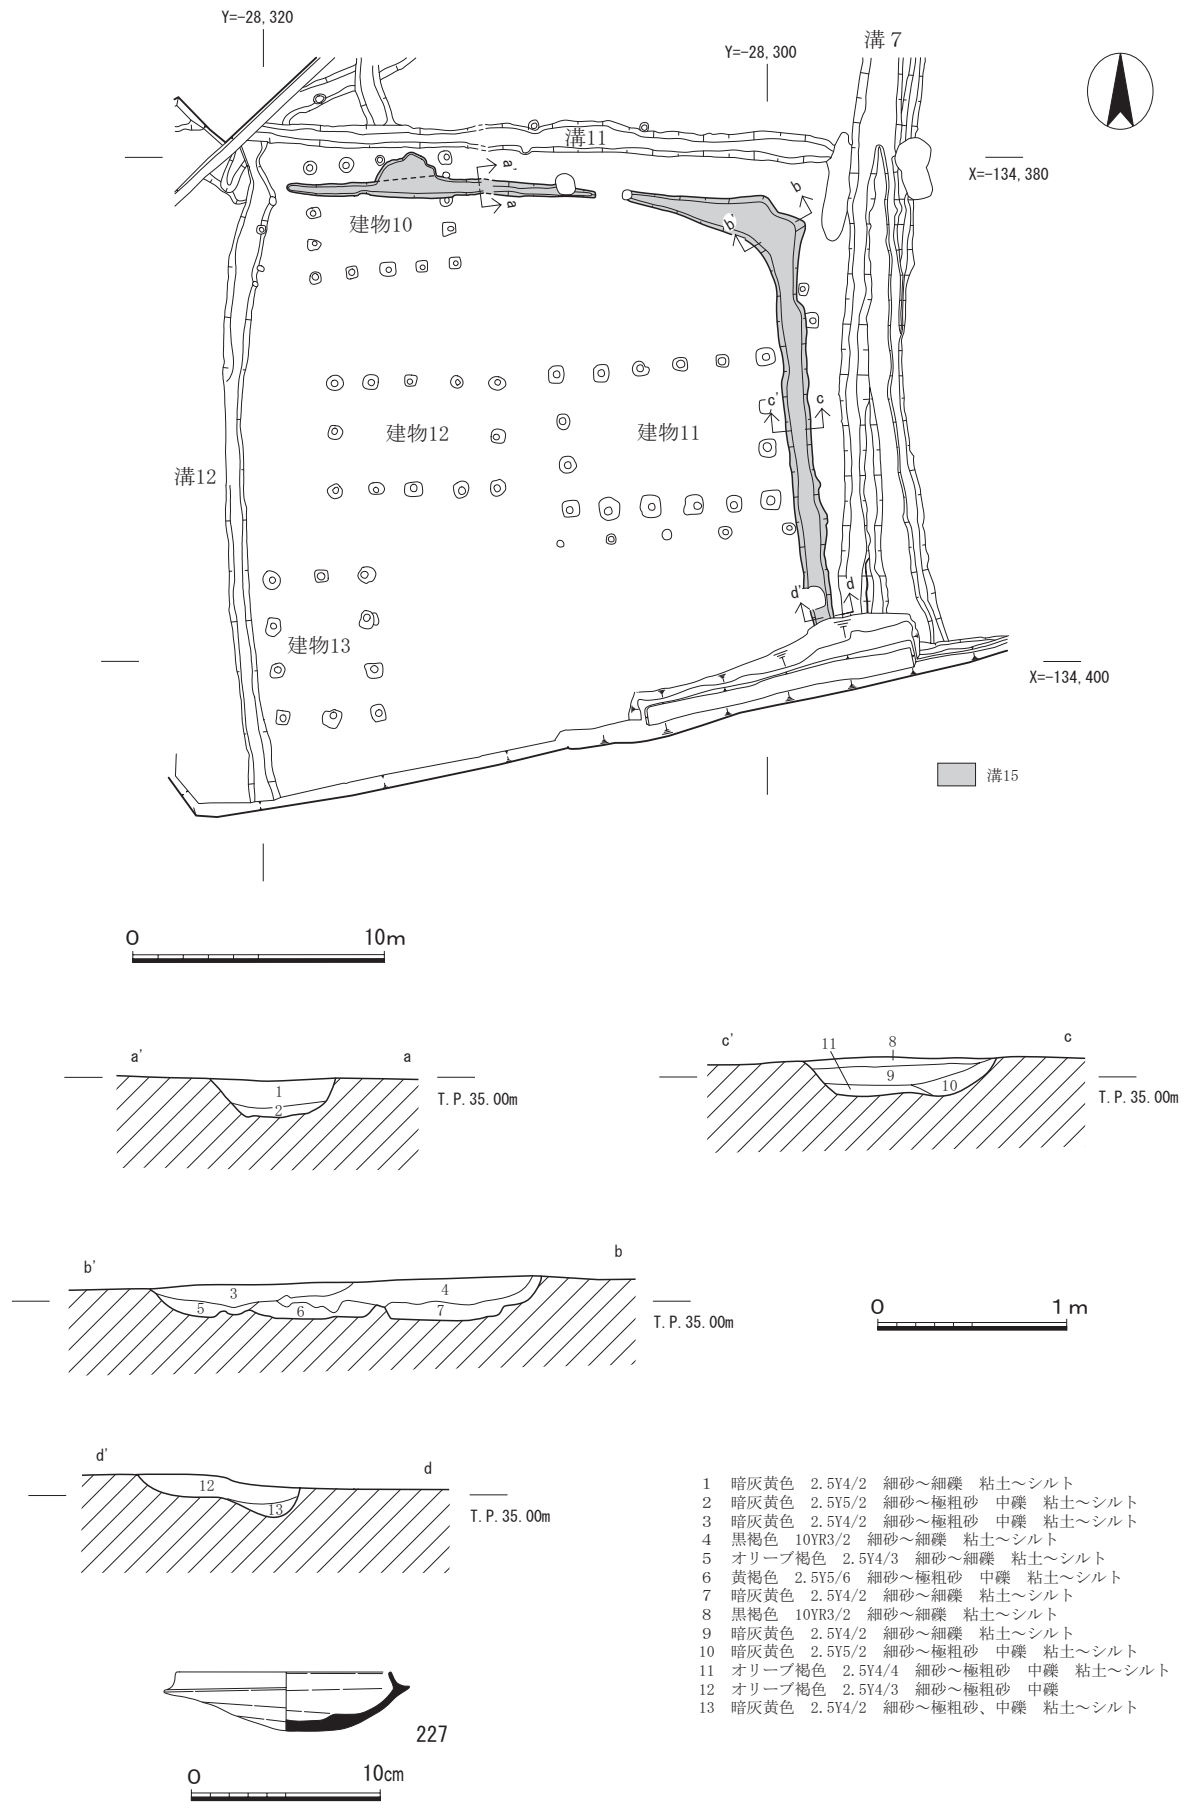 Y=-28,320
Y=-28,300
溝７
溝11
X=-134,380
a'
a
b
b'
建物10
c'
c
建物12
建物11
溝12
d'
d
建物13
X=-134,400
溝15
0 10m
a' a
1
2
T.P.35.00m
c' c
11 8
9
10
T.P.35.00m
b' b
3 4
5 6 7
T.P.35.00m
0 1m
d' d
12
13
T.P.35.00m
1 暗灰黄色 2.5Y4/2 細砂～細礫 粘土～シルト
2 暗灰黄色 2.5Y5/2 細砂～極粗砂 中礫 粘土～シルト
3 暗灰黄色 2.5Y4/2 細砂～極粗砂 中礫 粘土～シルト
4 黒褐色 10YR3/2 細砂～細礫 粘土～シルト
5 オリーブ褐色 2.5Y4/3 細砂～細礫 粘土～シルト
6 黄褐色 2.5Y5/6 細砂～極粗砂 中礫 粘土～シルト
7 暗灰黄色 2.5Y4/2 細砂～細礫 粘土～シルト
8 黒褐色 10YR3/2 細砂～細礫 粘土～シルト
9 暗灰黄色 2.5Y4/2 細砂～細礫 粘土～シルト
10 暗灰黄色 2.5Y5/2 細砂～極粗砂 中礫 粘土～シルト
11 オリーブ褐色 2.5Y4/4 細砂～極粗砂 中礫 粘土～シルト
12 オリーブ褐色 2.5Y4/3 細砂～極粗砂 中礫
13 暗灰黄色 2.5Y4/2 細砂～極粗砂、中礫 粘土～シルト
227
0 10cm